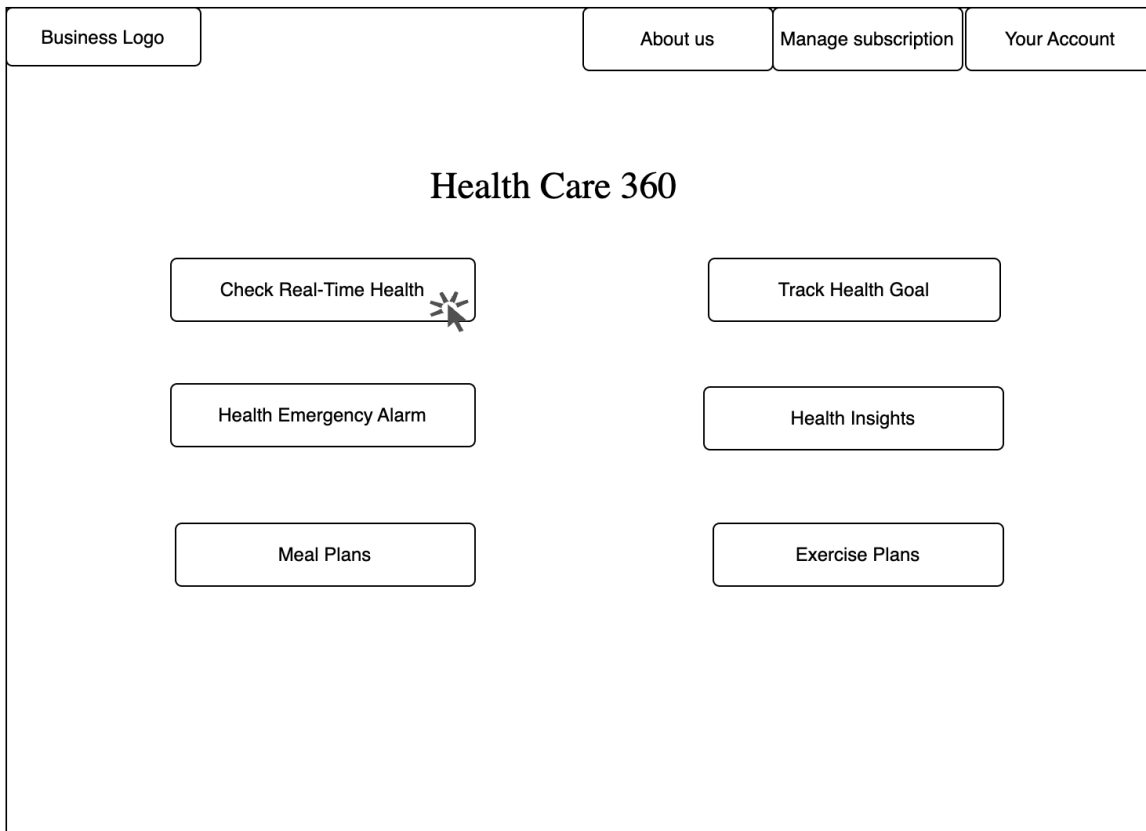 Business Logo
About us
Manage subscription
Your Account
Health Care 360
Check Real-Time Health
Track Health Goal
Health Emergency Alarm
Health Insights
Meal Plans
Exercise Plans